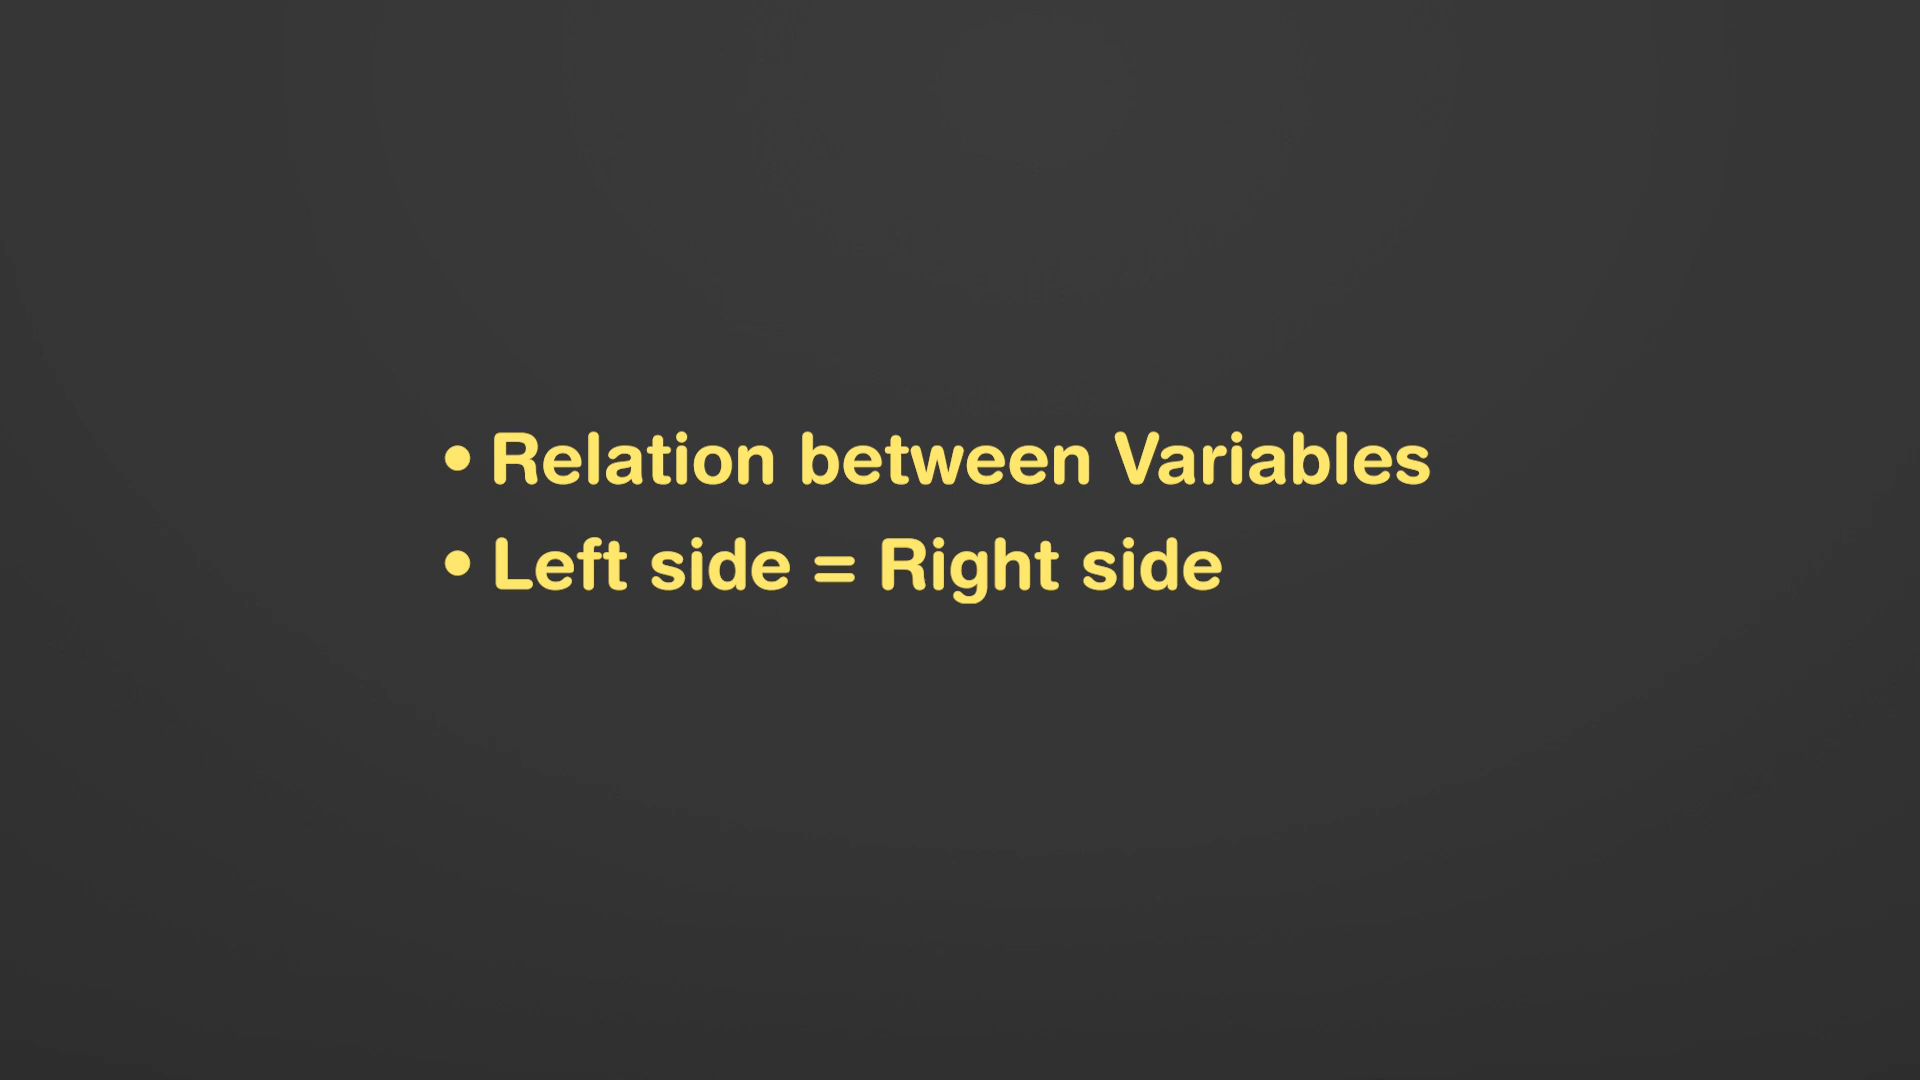 • Relation between Variables
• Left side = Right side